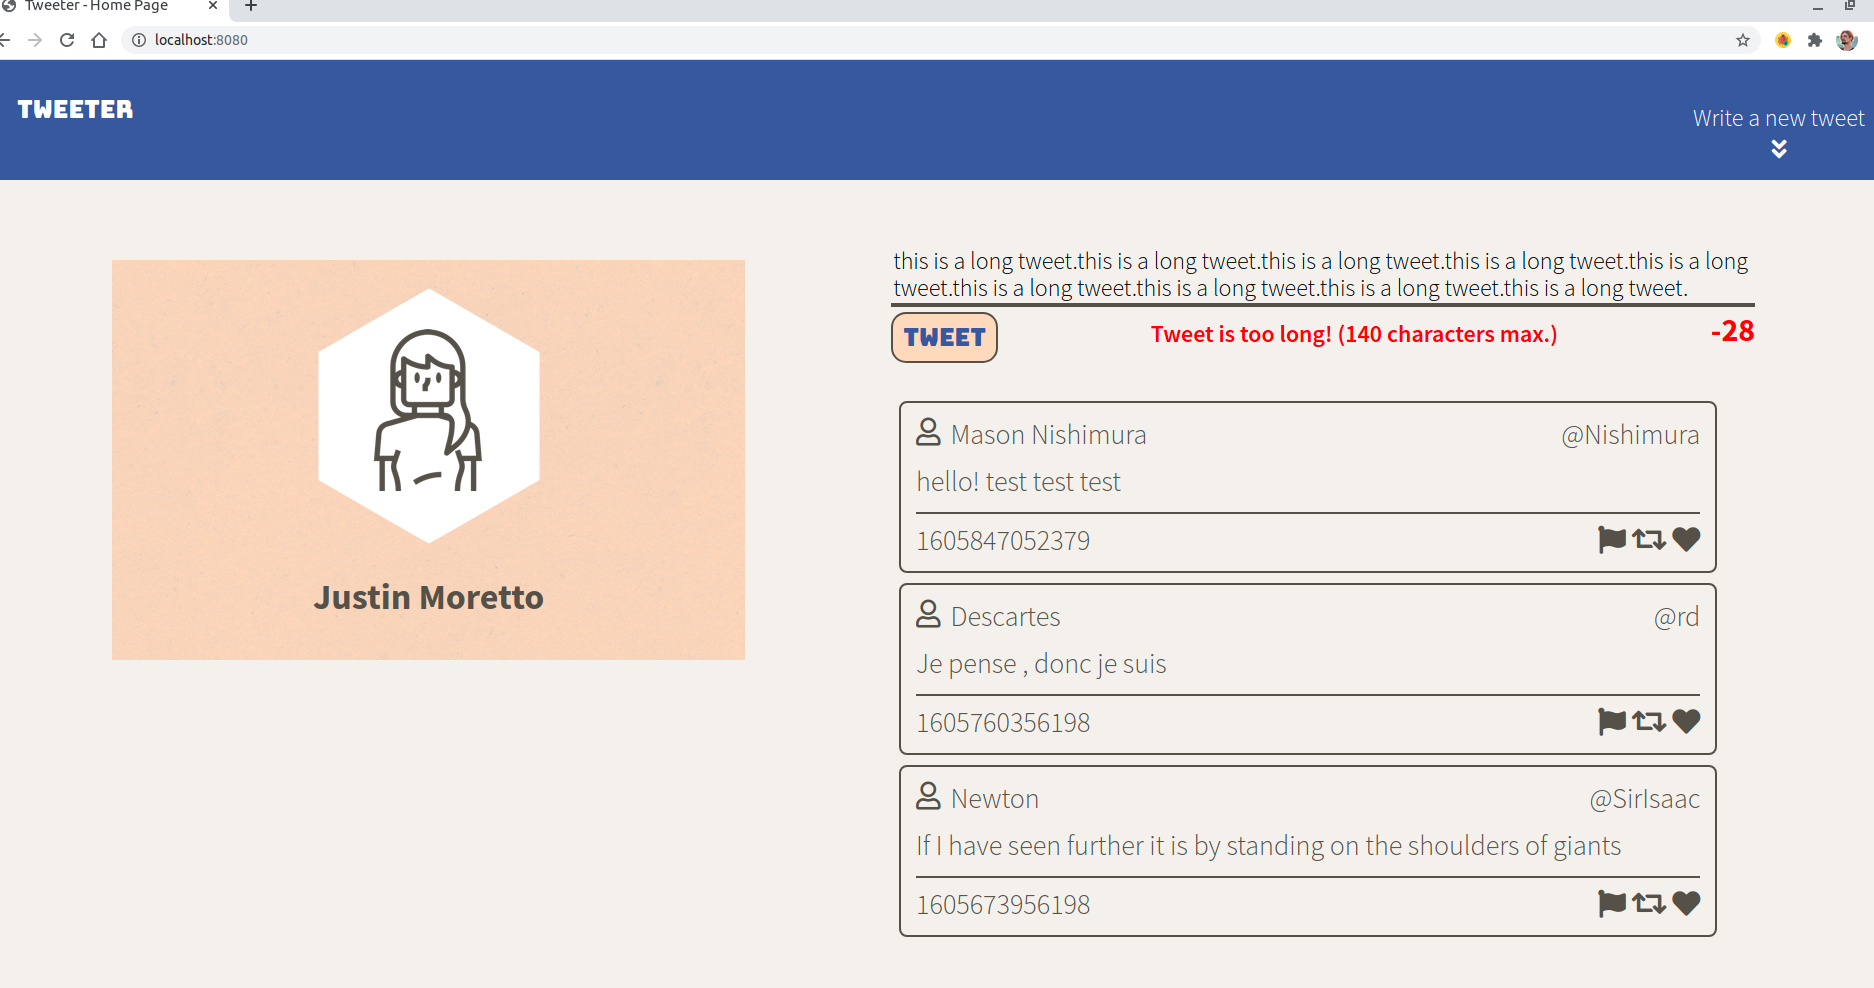 Tweeter - Home Page
localhost:8080
TWEETER
Write a new tweet
Justin Moretto
this is a long tweet.this is a long tweet.this is a long tweet.this is a long tweet.this is a long
tweet.this is a long tweet.this is a long tweet.this is a long tweet.this is a long tweet.
TWEET
Tweet is too long! (140 characters max.)
-28
Mason Nishimura @Nishimura
hello! test test test
1605847052379
Descartes @rd
Je pense , donc je suis
1605760356198
Newton @SirIsaac
If I have seen further it is by standing on the shoulders of giants
1605673956198